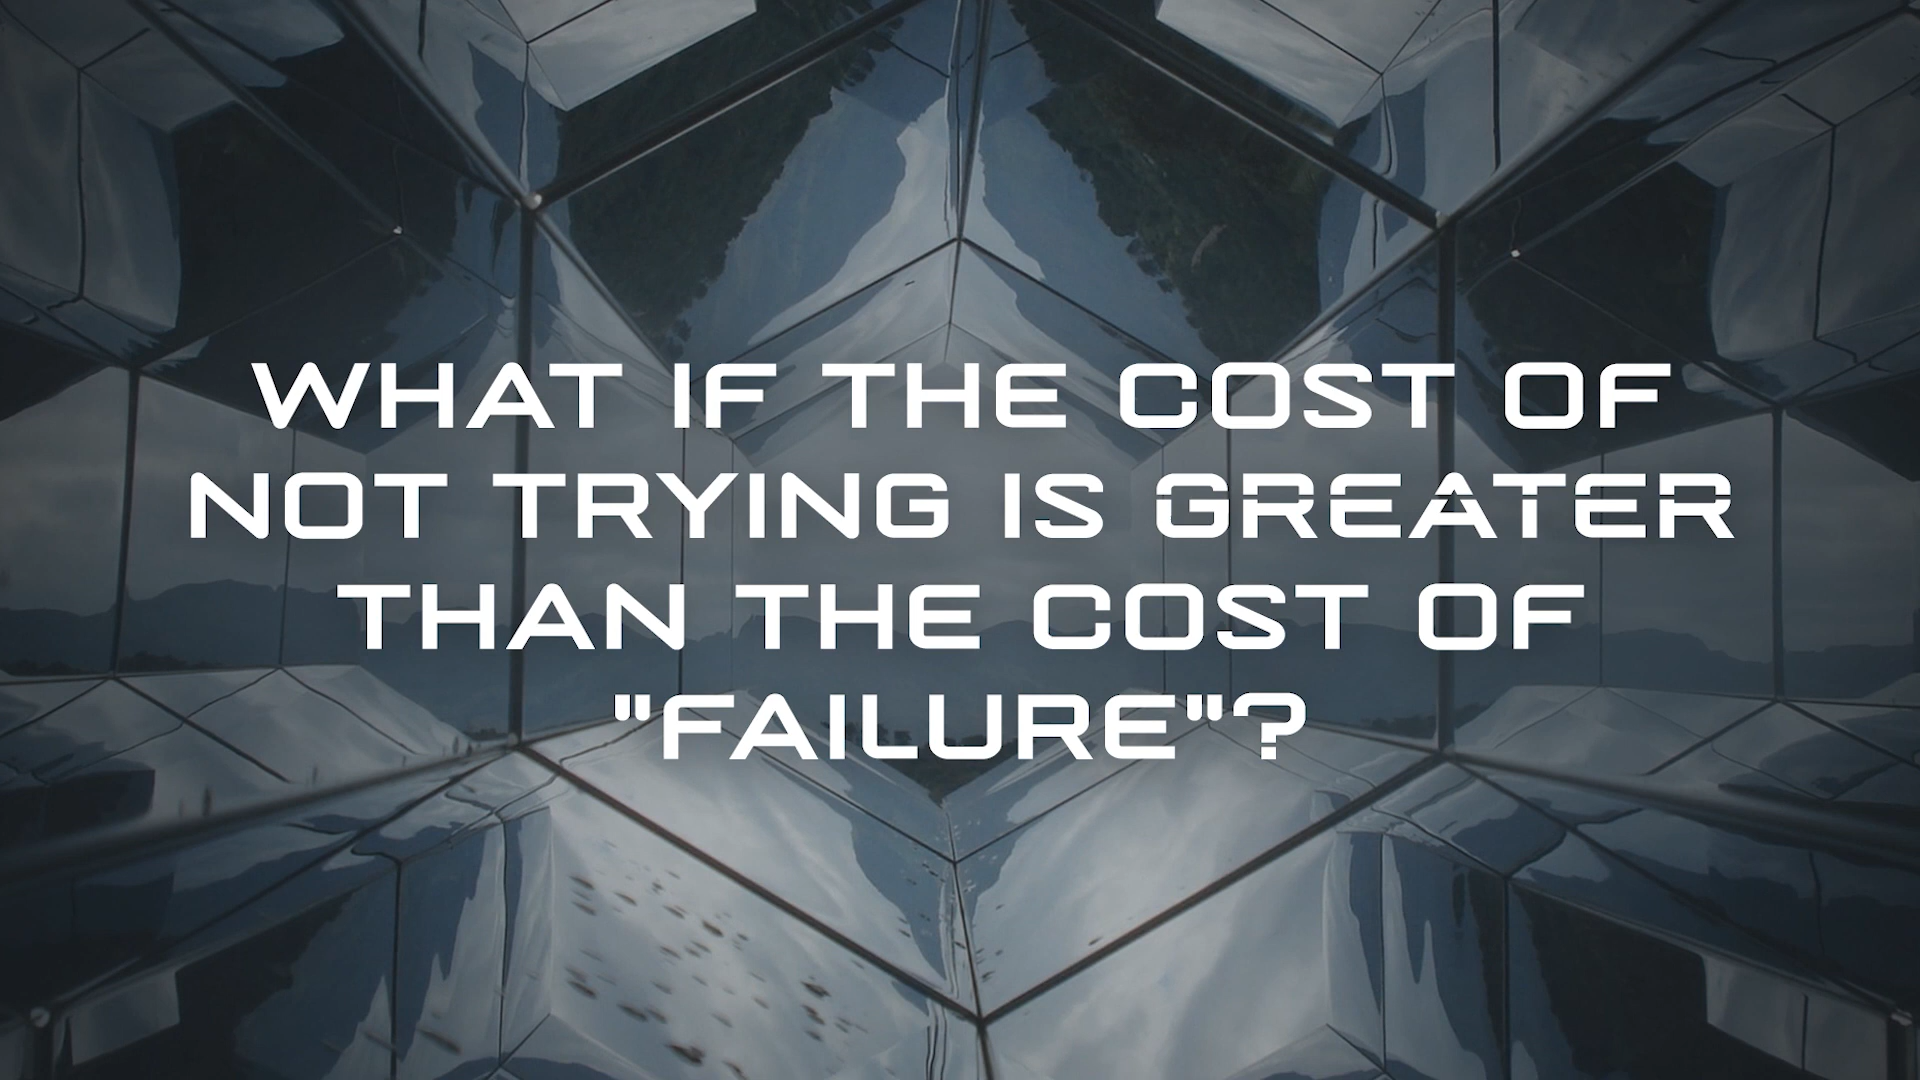 WHAT IF THE COST OF
NOT TRYING IS GREATER
THAN THE COST OF
"FAILURE"?